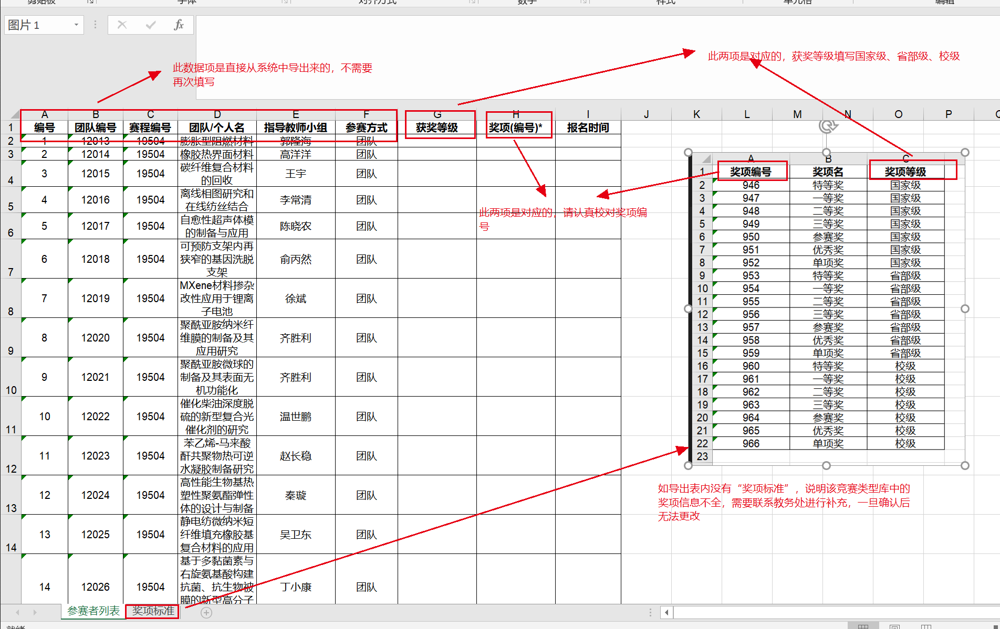 剪贴板 字体 对齐方式 数字 样式 单元格 编辑
图片 1 fx
此两项是对应的，获奖等级填写国家级、省部级、校级
此数据项是直接从系统中导出来的，不需要
再次填写
A B C D E F G H I J K L M N O P
1 编号 团队编号 赛程编号 团队/个人名 指导教师小组 参赛方式 获奖等级 奖项(编号)* 报名时间
2 1 12013 19504 膨胀型阻燃材料 郭隆海 团队
3 2 12014 19504 橡胶热界面材料 高洋洋 团队
4 3 12015 19504 碳纤维复合材料
的回收 王宇 团队
5 4 12016 19504 离线相图研究和
在线纺丝结合 李常清 团队
6 5 12017 19504 自愈性超声体模
的制备与应用 陈晓农 团队
7 6 12018 19504 可预防支架内再
狭窄的基因洗脱
支架 俞丙然 团队
8 7 12019 19504 MXene材料掺杂
改性应用于锂离
子电池 徐斌 团队
9 8 12020 19504 聚酰亚胺纳米纤
维膜的制备及其
应用研究 齐胜利 团队
10 9 12021 19504 聚酰亚胺微球的
制备及其表面无
机功能化 齐胜利 团队
11 10 12022 19504 催化柴油深度脱
硫的新型复合光
催化剂的研究 温世鹏 团队
12 11 12023 19504 苯乙烯-马来酸
酐共聚物热可逆
水凝胶制备研究 赵长稳 团队
13 12 12024 19504 高性能生物基热
塑性聚氨酯弹性
体的设计与制备 秦璇 团队
14 13 12025 19504 静电纺微纳米短
纤维填充橡胶基
复合材料的应用 吴卫东 团队
14 12026 19504 基于多黏菌素与
右旋氨基酸构建
抗菌、抗生物被
膜的新型高分子 丁小康 团队
此两项是对应的，请认真校对奖项编
号
A B C
1 奖项编号 奖项名 奖项等级
2 946 特等奖 国家级
3 947 一等奖 国家级
4 948 二等奖 国家级
5 949 三等奖 国家级
6 950 参赛奖 国家级
7 951 优秀奖 国家级
8 952 单项奖 国家级
9 953 特等奖 省部级
10 954 一等奖 省部级
11 955 二等奖 省部级
12 956 三等奖 省部级
13 957 参赛奖 省部级
14 958 优秀奖 省部级
15 959 单项奖 省部级
16 960 特等奖 校级
17 961 一等奖 校级
18 962 二等奖 校级
19 963 三等奖 校级
20 964 参赛奖 校级
21 965 优秀奖 校级
22 966 单项奖 校级
23
如导出表内没有“奖项标准”，说明该竞赛类型库中的
奖项信息不全，需要联系教务处进行补充，一旦确认后
无法更改
参赛者列表 奖项标准
就绪